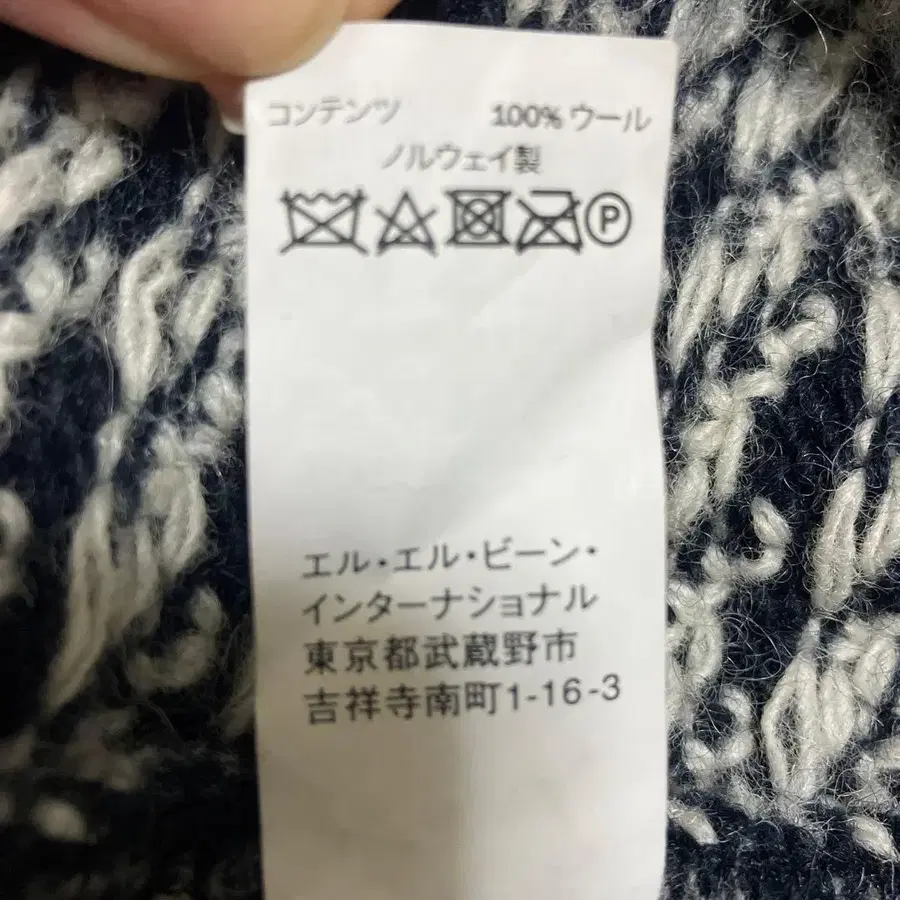 コンテンツ 100% ウール
ノルウェイ製
P
エル・エル・ビーン・
インターナショナル
東京都武蔵野市
吉祥寺南町1-16-3